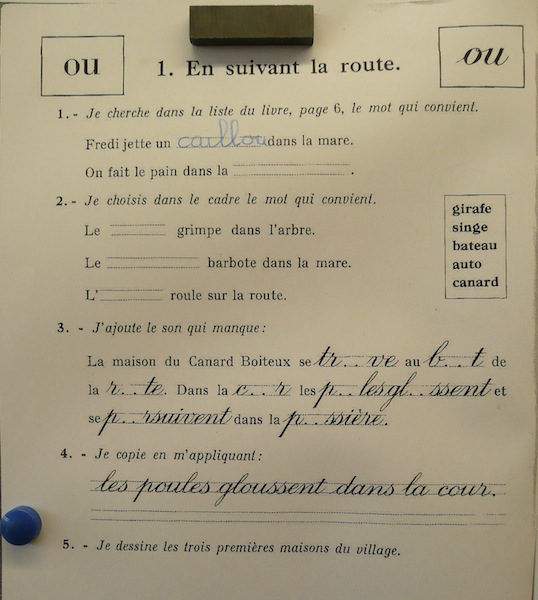 ou
ou
1. En suivant la route.
1. - Je cherche dans la liste du livre, page 6, le mot qui convient.
Fredi jette un caillou dans la mare.
On fait le pain dans la .................... .
2. - Je choisis dans le cadre le mot qui convient.
Le .......... grimpe dans l'arbre.
Le .......... barbote dans la mare.
L'.......... roule sur la route.
girafe
singe
bateau
auto
canard
3. - J'ajoute le son qui manque :
La maison du Canard Boiteux se tr. .ve au b. .t de
la r. .te. Dans la c. .r les p. .les gl. .ssent et
se p. .rsuivent dans la p. .ssière.
4. - Je copie en m'appliquant :
les poules gloussent dans la cour.
5. - Je dessine les trois premières maisons du village.